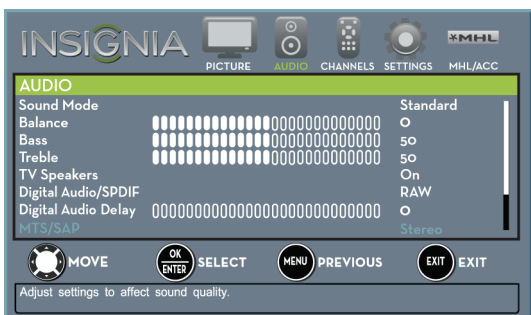 INSIGNIA
PICTURE AUDIO CHANNELS SETTINGS MHL MHL/ACC
AUDIO
Sound Mode Standard
Balance 0
Bass 50
Treble 50
TV Speakers On
Digital Audio/SPDIF RAW
Digital Audio Delay 0
MTS/SAP Stereo
MOVE OK ENTER SELECT MENU PREVIOUS EXIT EXIT
Adjust settings to affect sound quality.